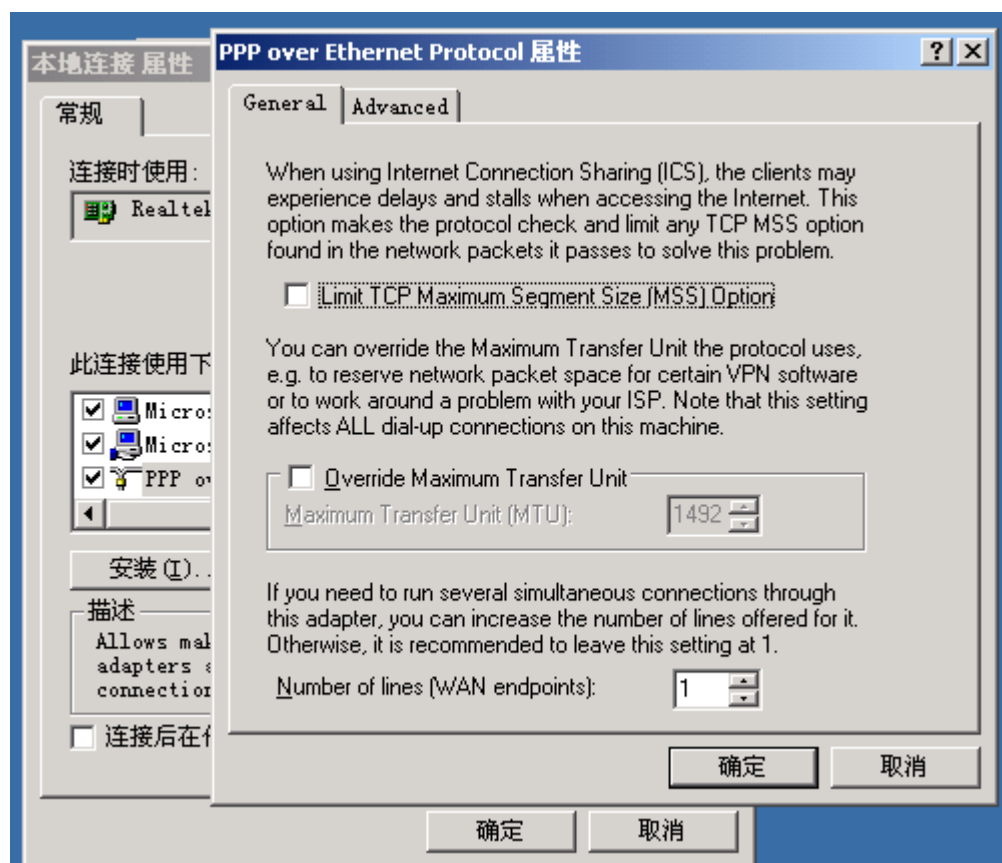 本地连接 属性
常规
连接时使用:
此连接使用下
安装(I)..
描述
Allows
adapters
PPP over Ethernet Protocol 属性
General
Advanced
When using Internet Connection Sharing (ICS), the clients may
experience delays and stalls when accessing the Internet. This
option makes the protocol check and limit any TCP MSS option
found in the network packets it passes to solve this problem.
Limit TCP Maximum Segment Size (MSS) Option
You can override the Maximum Transfer Unit the protocol uses,
e.g. to reserve network packet space for certain VPN software
or to work around a problem with your ISP. Note that this setting
affects ALL dial-up connections on this machine.
Override Maximum Transfer Unit
Maximum Transfer Unit (MTU):
1492
If you need to run several simultaneous connections through
this adapter, you can increase the number of lines offered for it.
Otherwise, it is recommended to leave this setting at 1.
Number of lines (WAN endpoints):
1
确定
取消
PPP
连接后在
确定
取消